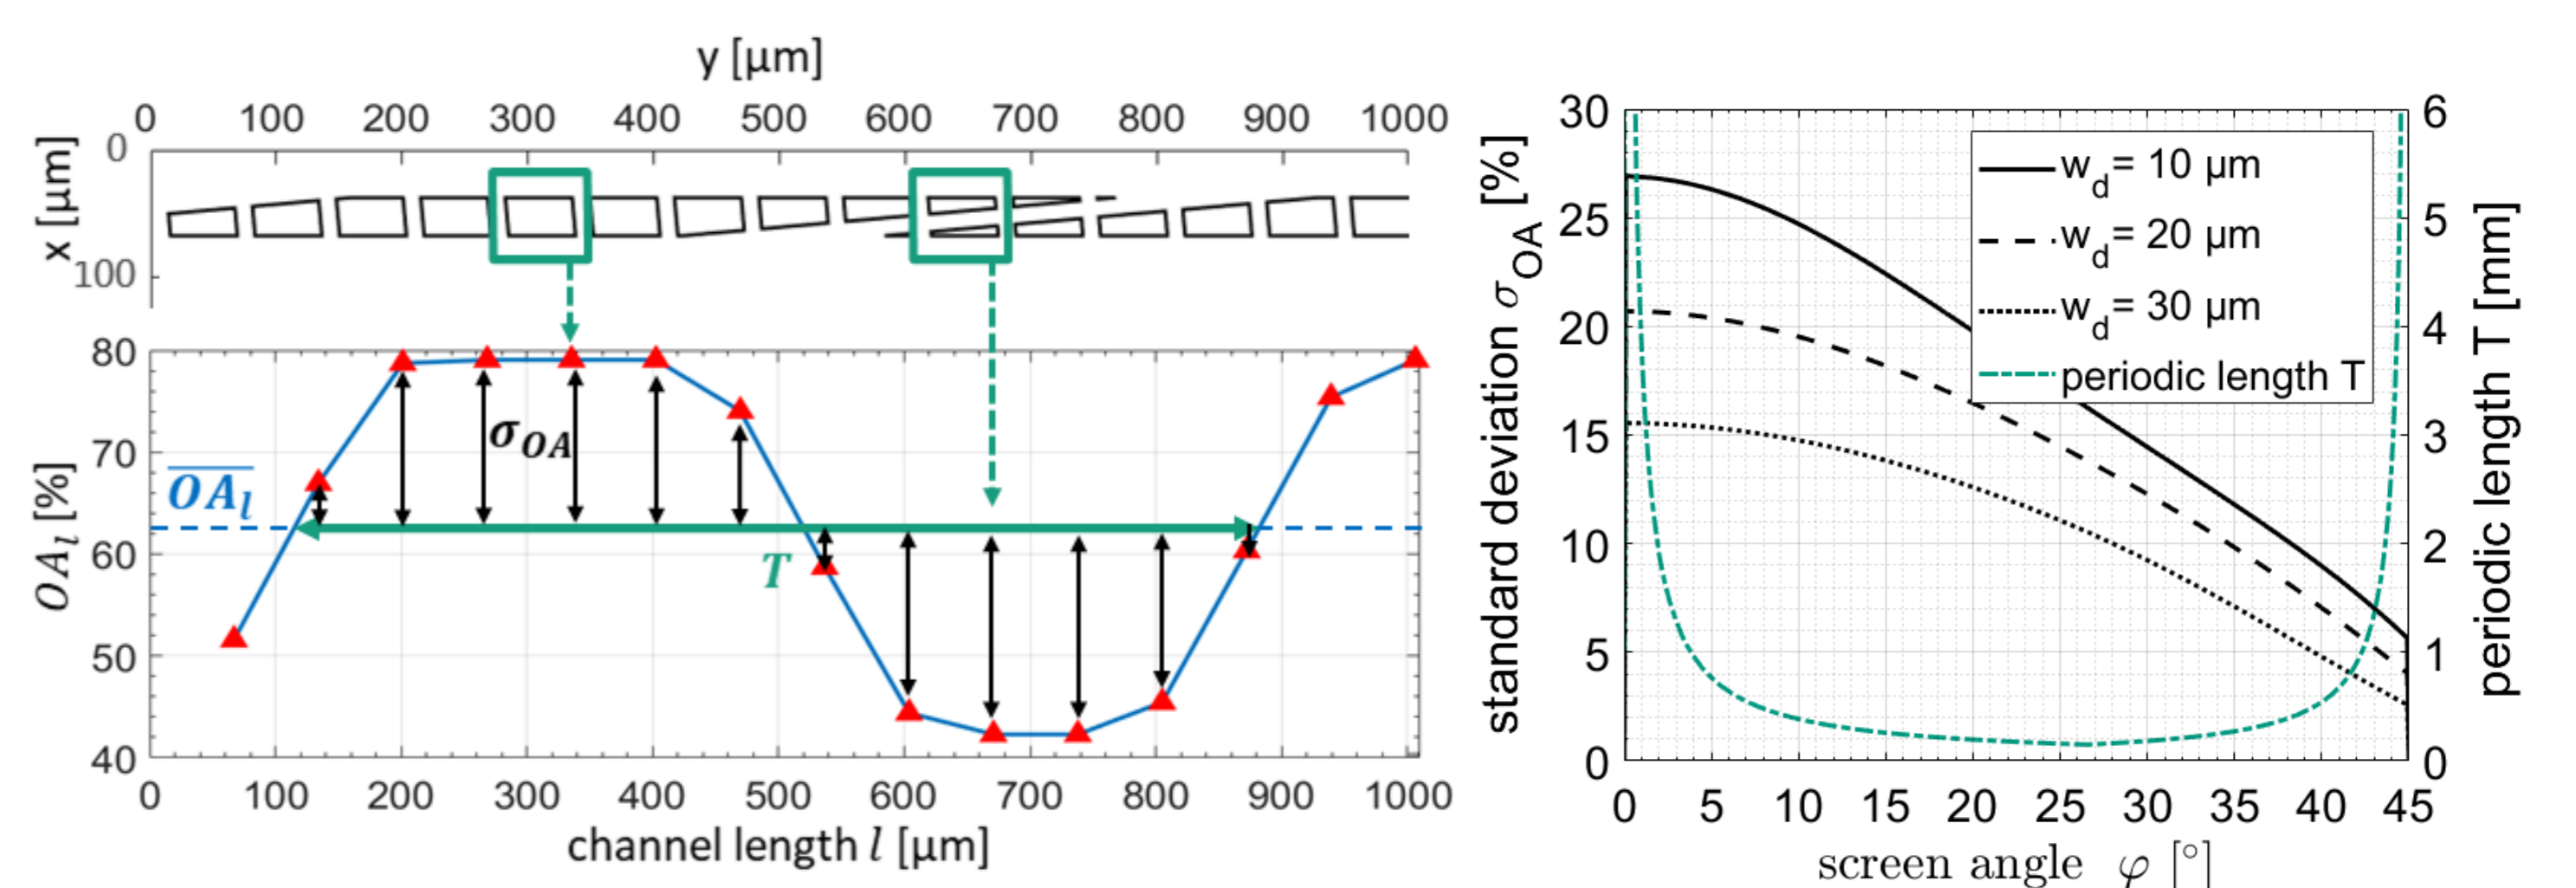 y [µm]
0 100 200 300 400 500 600 700 800 900 1000
x [µm]
0
100
80
70
60
50
40
OA_l [%]
OA_l
σ_OA
T
0 100 200 300 400 500 600 700 800 900 1000
channel length l [µm]
30
25
20
15
10
5
0
standard deviation σ_OA [%]
w_d= 10 µm
w_d= 20 µm
w_d= 30 µm
periodic length T
6
5
4
3
2
1
0
periodic length T [mm]
0 5 10 15 20 25 30 35 40 45
screen angle φ [°]